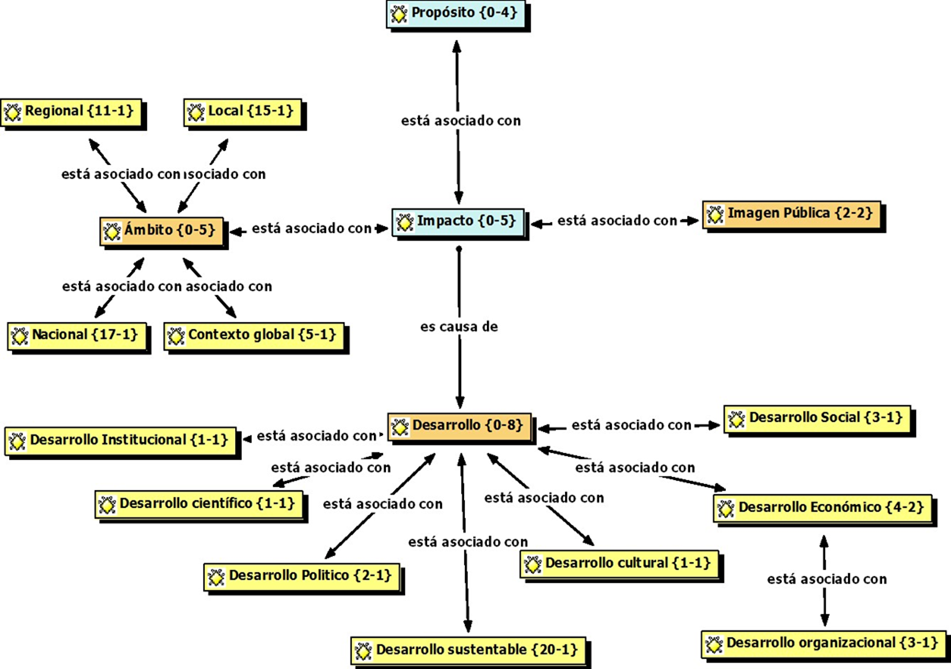 Propósito {0-4}
está asociado con
Regional {11-1}
Local {15-1}
está asociado con
sociado con
Ámbito {0-5}
está asociado con
Impacto {0-5}
está asociado con
Imagen Pública {2-2}
está asociado con
asociado con
Nacional {17-1}
Contexto global {5-1}
es causa de
Desarrollo {0-8}
está asociado con
Desarrollo Social {3-1}
Desarrollo Institucional {1-1}
está asociado con
está asociado con
está asociado con
Desarrollo científico {1-1}
está asociado con
está asociado con
Desarrollo Económico {4-2}
está asociado con
Desarrollo Politico {2-1}
Desarrollo cultural {1-1}
está asociado con
Desarrollo sustentable {20-1}
Desarrollo organizacional {3-1}